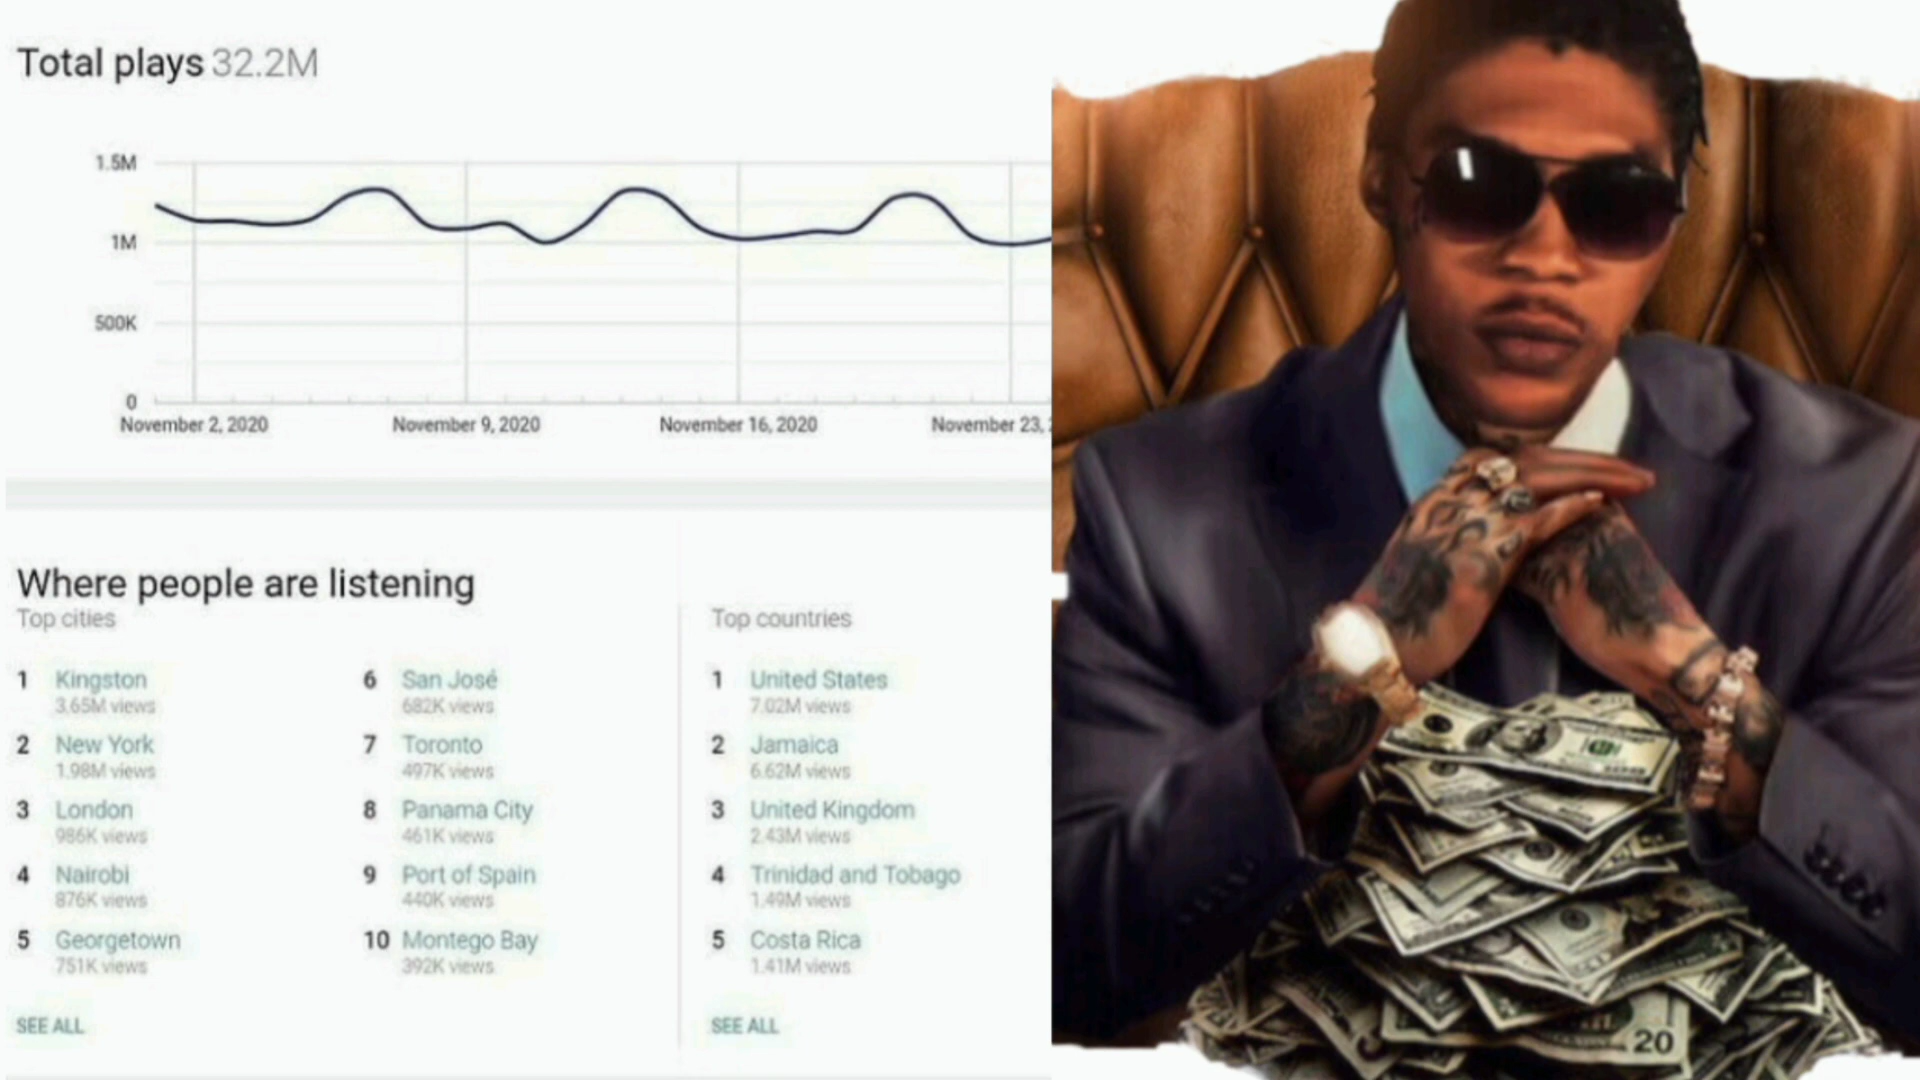 Total plays 32.2M
1.5M
1M
500K
0
November 2, 2020
November 9, 2020
November 16, 2020
November 23,
Where people are listening
Top cities
1 Kingston
3.65M views
2 New York
1.98M views
3 London
986K views
4 Nairobi
876K views
5 Georgetown
751K views
SEE ALL
6 San José
682K views
7 Toronto
497K views
8 Panama City
461K views
9 Port of Spain
440K views
10 Montego Bay
392K views
Top countries
1 United States
7.02M views
2 Jamaica
6.62M views
3 United Kingdom
2.43M views
4 Trinidad and Tobago
1.49M views
5 Costa Rica
1.41M views
SEE ALL
20